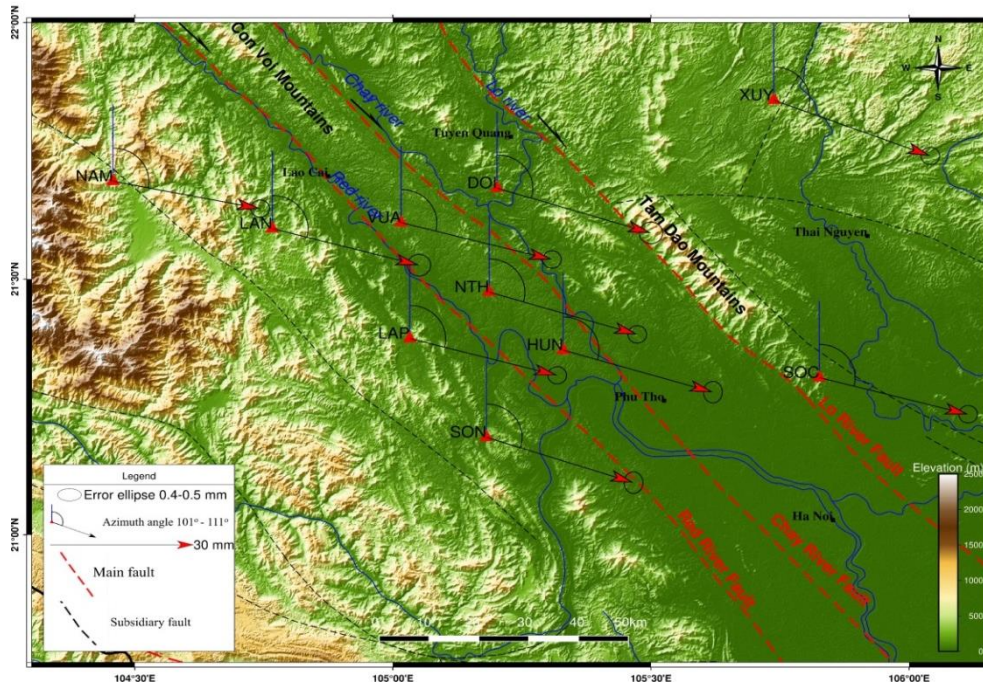 22°00'N
21°30'N
21°00'N
104°30'E
105°00'E
105°30'E
106°00'E
N
W
E
S
Con Voi Mountains
Chay river
Lo river
Red river
Tam Dao Mountains
Tuyen Quang
Lao Cai
Thai Nguyen
Phu Tho
Ha Noi
XUY
NAM
LAN
VUA
DOI
NTH
LAP
HUN
SOC
SON
Lo River Fault
Chay River Fault
Red River Fault
Legend
Error ellipse 0.4-0.5 mm
Azimuth angle 101° - 111°
30 mm
Main fault
Subsidiary fault
0 10 20 30 40 50km
Elevation (m)
2500
2000
1500
1000
500
0